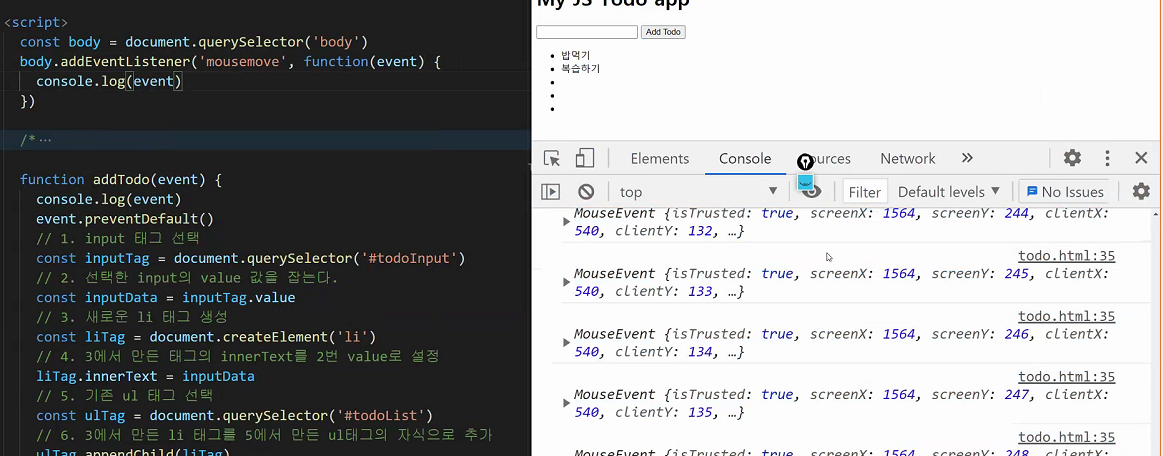 <script>
const body = document.querySelector('body')
body.addEventListener('mousemove', function(event) {
console.log(event)
})
/*…
function addTodo(event) {
console.log(event)
event.preventDefault()
// 1. input 태그 선택
const inputTag = document.querySelector('#todoInput')
// 2. 선택한 input의 value 값을 잡는다.
const inputData = inputTag.value
// 3. 새로운 li 태그 생성
const liTag = document.createElement('li')
// 4. 3에서 만든 태그의 innerText를 2번 value로 설정
liTag.innerText = inputData
// 5. 기존 ul 태그 선택
const ulTag = document.querySelector('#todoList')
// 6. 3에서 만든 li 태그를 5에서 만든 ul태그의 자식으로 추가
ulTag.appendChild(liTag)
My JS Todo app
Add Todo
밥먹기
복습하기
Elements Console Network
top Filter Default levels No Issues
MouseEvent {isTrusted: true, screenX: 1564, screenY: 244, clientX:
540, clientY: 132, …}
todo.html:35
MouseEvent {isTrusted: true, screenX: 1564, screenY: 245, clientX:
540, clientY: 133, …}
todo.html:35
MouseEvent {isTrusted: true, screenX: 1564, screenY: 246, clientX:
540, clientY: 134, …}
todo.html:35
MouseEvent {isTrusted: true, screenX: 1564, screenY: 247, clientX:
540, clientY: 135, …}
todo.html:35
MouseEvent {isTrusted: true, screenX: 1564, screenY: 248, clientX: